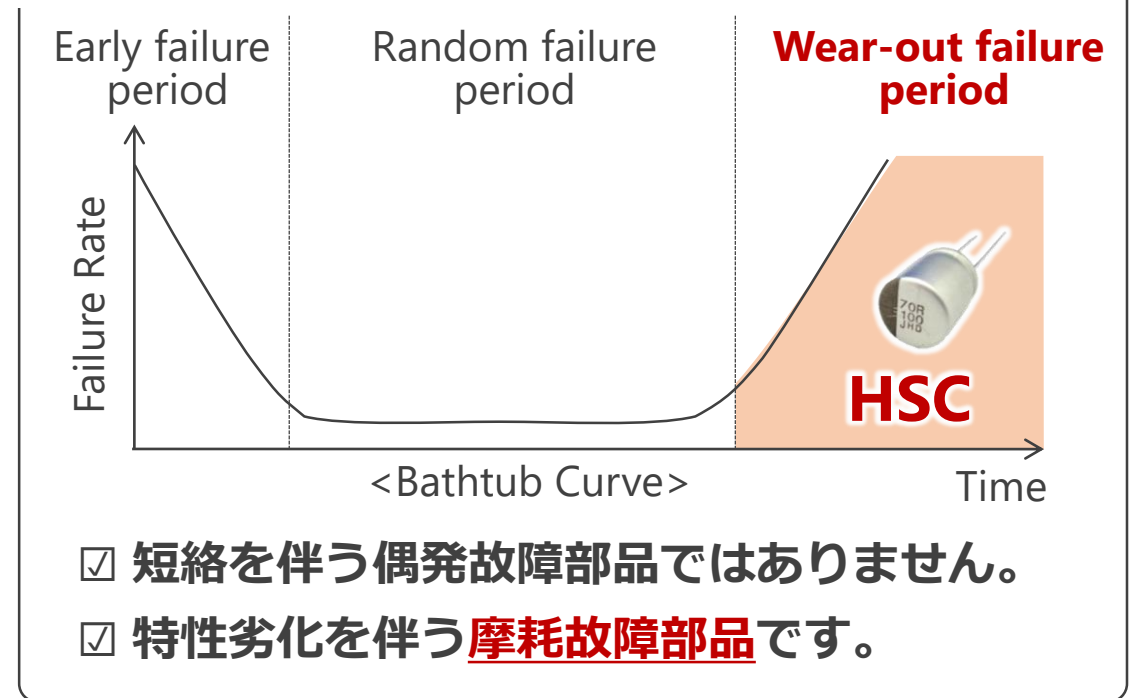 Early failure
period
Random failure
period
Wear-out failure
period
Failure Rate
70R
100
JH0
HSC
<Bathtub Curve>
Time
☑ 短絡を伴う偶発故障部品ではありません。
☑ 特性劣化を伴う摩耗故障部品です。